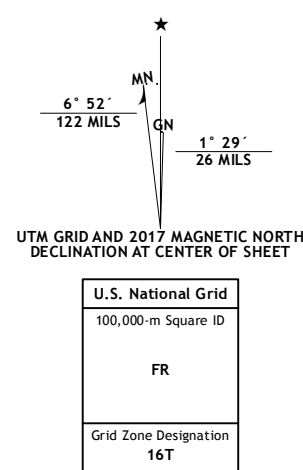 ★
MN
6° 52´
122 MILS
GN
1° 29´
26 MILS
UTM GRID AND 2017 MAGNETIC NORTH
DECLINATION AT CENTER OF SHEET
U.S. National Grid
100,000-m Square ID
FR
Grid Zone Designation
16T